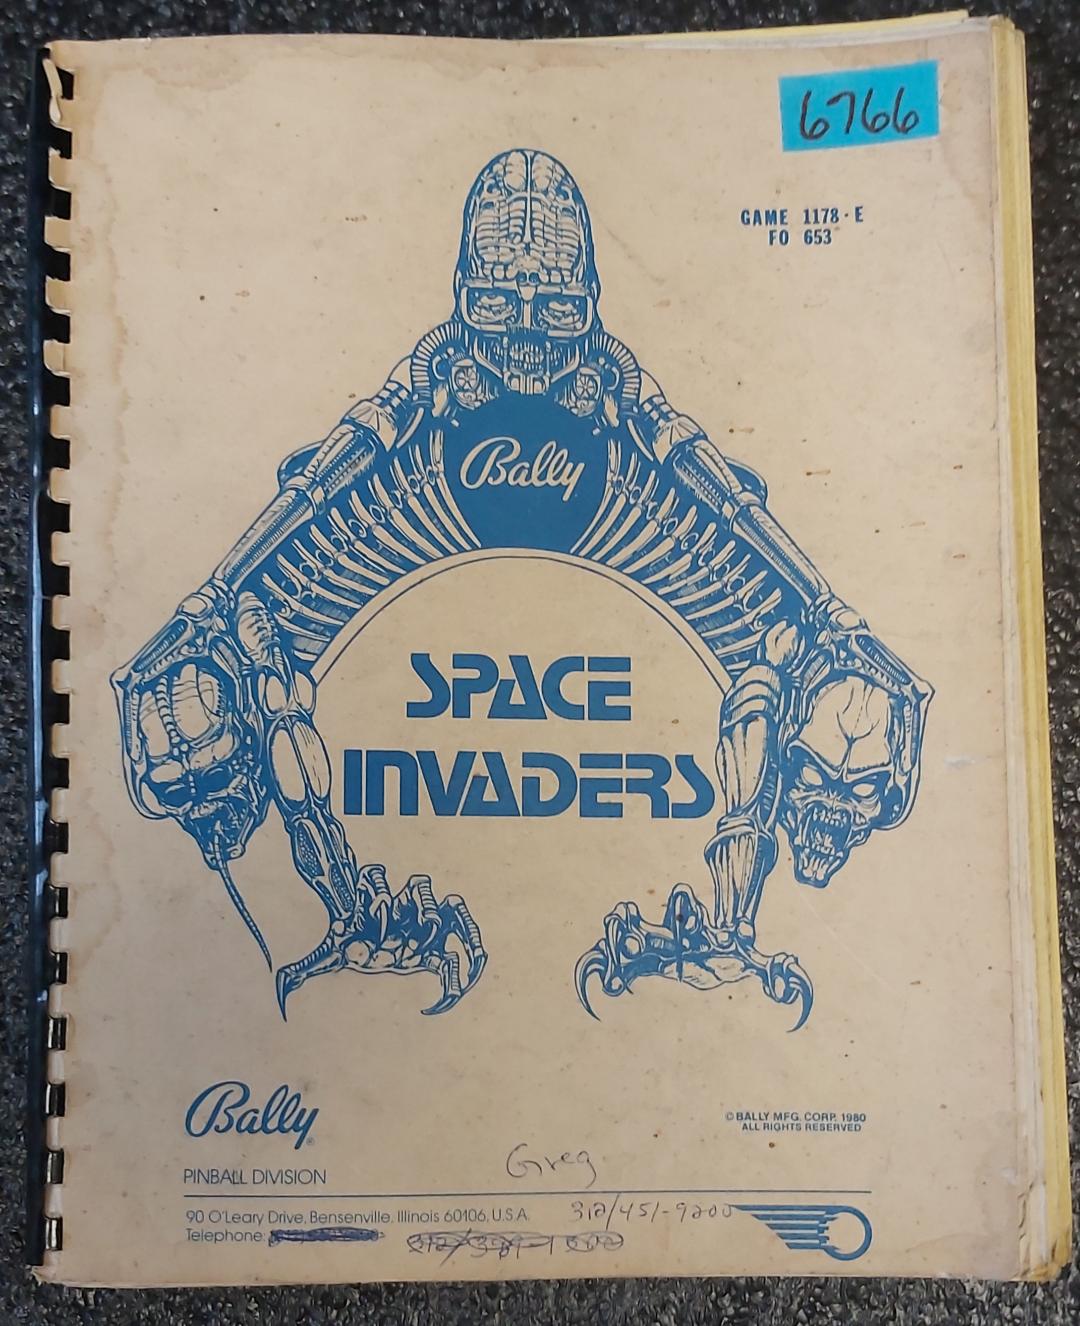 6766
GAME 1178-E
FO 653
Bally
SPACE
INVADERS
Bally
© BALLY MFG. CORP. 1980
ALL RIGHTS RESERVED
Greg
PINBALL DIVISION
90 O'Leary Drive, Bensenville, Illinois 60106, U.S.A. 312/451-9200
Telephone: